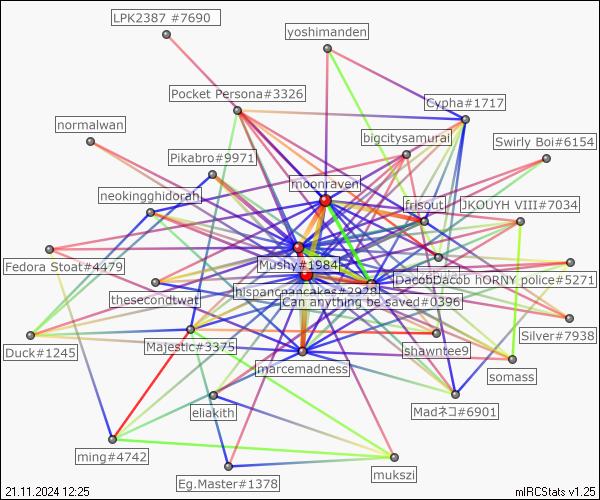 LPK2387 #7690
yoshimanden
Pocket Persona#3326
Cypha#1717
normalwan
bigcitysamurai
Swirly Boi#6154
Pikabro#9971
moonraven
neokingghidorah
frisout
JKOUYH VIII#7034
Fedora Stoat#4479
Mushy#1984
DacobDacob hORNY police#5271
hispanicpancakes#2928
Can anything be saved#0396
thesecondtwat
Silver#7938
Duck#1245
Majestic#3375
shawntee9
marcemadness
somass
eliakith
Madネコ#6901
ming#4742
mukszi
Eg.Master#1378
21.11.2024 12:25
mIRCStats v1.25